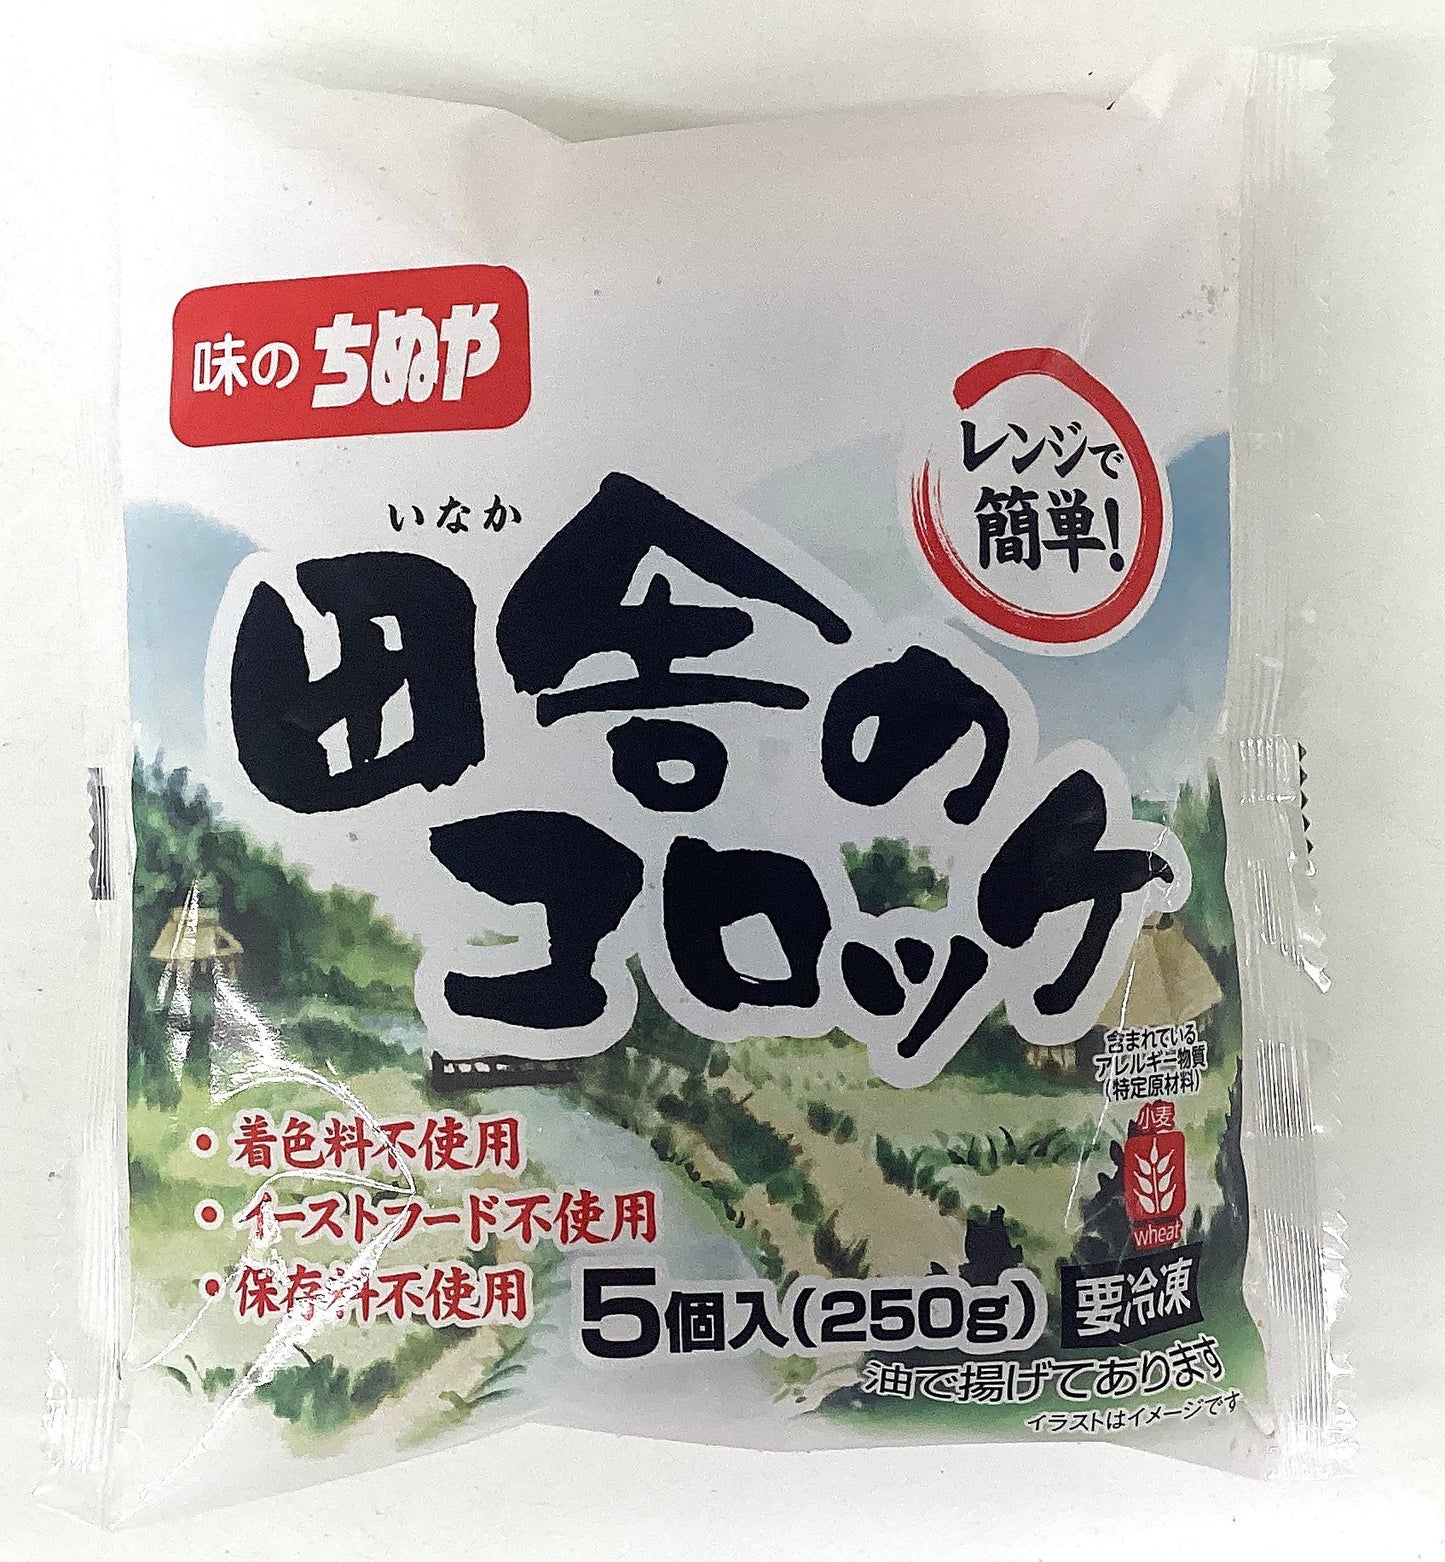 味のちぬや
レンジで
簡単!
いなか
田舎の
コロッケ
含まれている
アレルギー物質
(特定原材料)
小麦
wheat
・着色料不使用
・イーストフード不使用
・保存料不使用
5個入(250g)
要冷凍
油で揚げてあります
イラストはイメージです